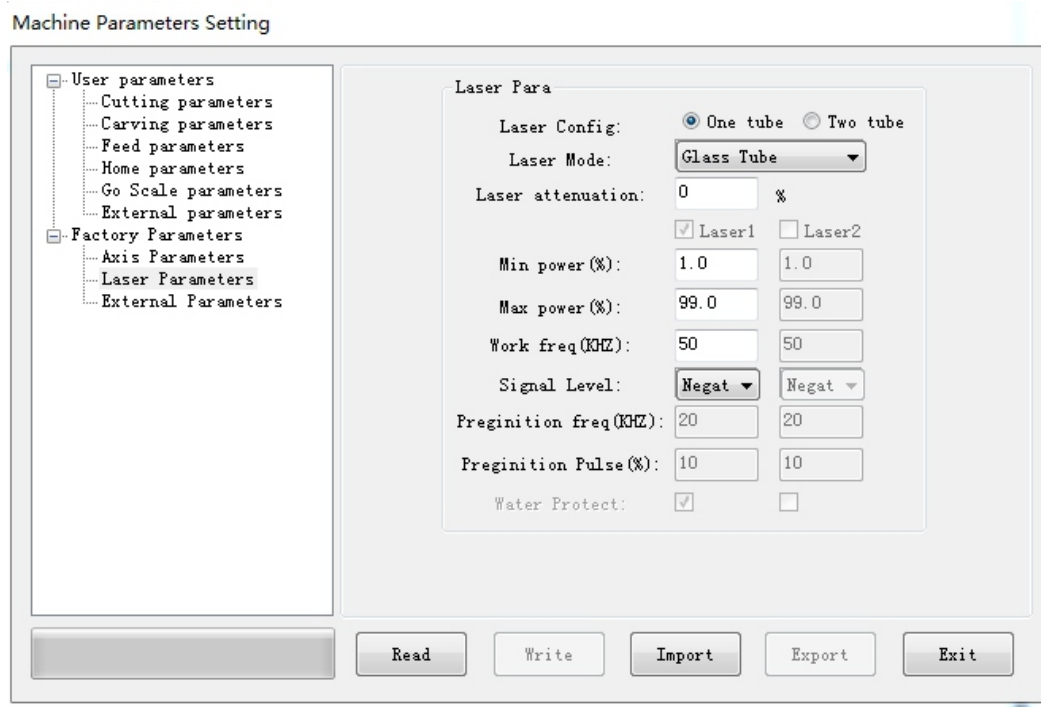 Machine Parameters Setting
User parameters
Cutting parameters
Carving parameters
Feed parameters
Home parameters
Go Scale parameters
External parameters
Factory Parameters
Axis Parameters
Laser Parameters
External Parameters
Laser Para
Laser Config: One tube Two tube
Laser Mode: Glass Tube
Laser attenuation: 0 %
Laser1 Laser2
Min power(%): 1.0 1.0
Max power(%): 99.0 99.0
Work freq(KHZ): 50 50
Signal Level: Negat Negat
Preginition freq(KHZ): 20 20
Preginition Pulse(%): 10 10
Water Protect:
Read Write Import Export Exit